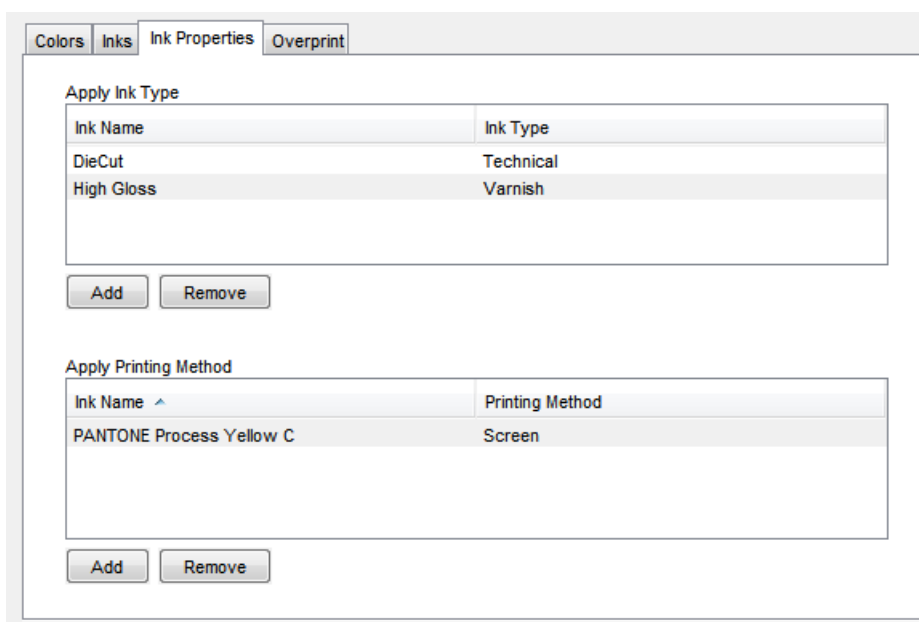 Colors Inks Ink Properties Overprint
Apply Ink Type
Ink Name Ink Type
DieCut Technical
High Gloss Varnish
Add Remove
Apply Printing Method
Ink Name Printing Method
PANTONE Process Yellow C Screen
Add Remove